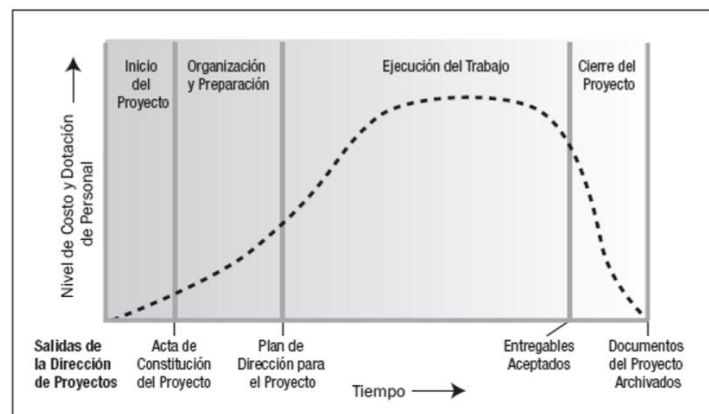 Inicio
del
Proyecto
Organización
y Preparación
Ejecución del Trabajo
Cierre del
Proyecto
Nivel de Costo y Dotación
de Personal
Salidas de
la Dirección
de Proyectos
Acta de
Constitución
del Proyecto
Plan de
Dirección para
el Proyecto
Entregables
Aceptados
Documentos
del Proyecto
Archivados
Tiempo